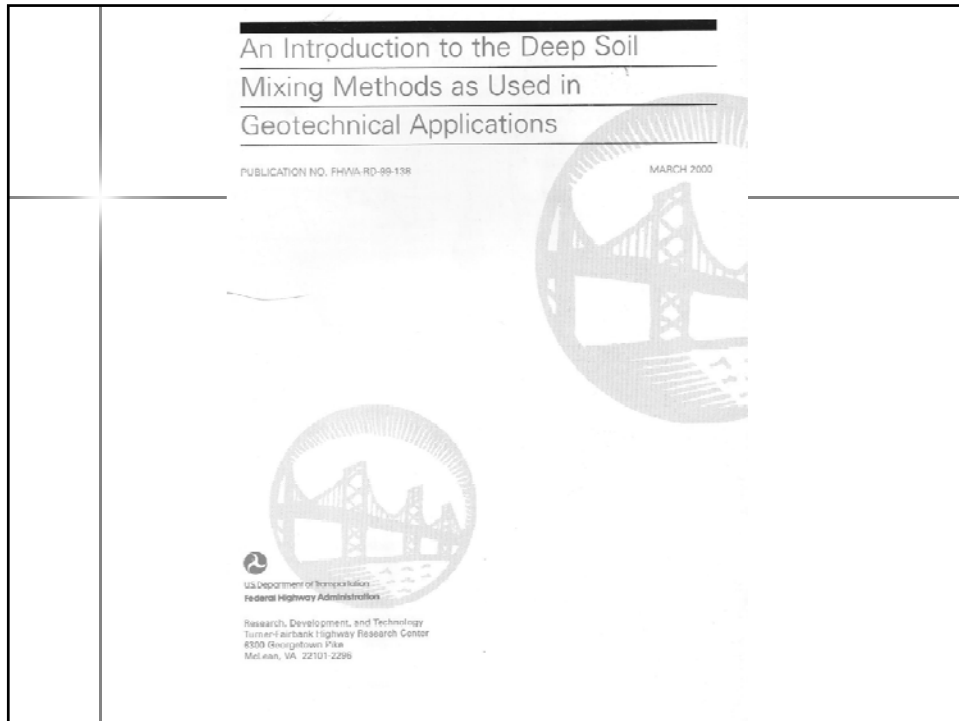 An Introduction to the Deep Soil
Mixing Methods as Used in
Geotechnical Applications
PUBLICATION NO. FHWA-RD-99-138
MARCH 2000
U.S. Department of Transportation
Federal Highway Administration
Research, Development, and Technology
Turner-Fairbank Highway Research Center
6300 Georgetown Pike
McLean, VA 22101-2296